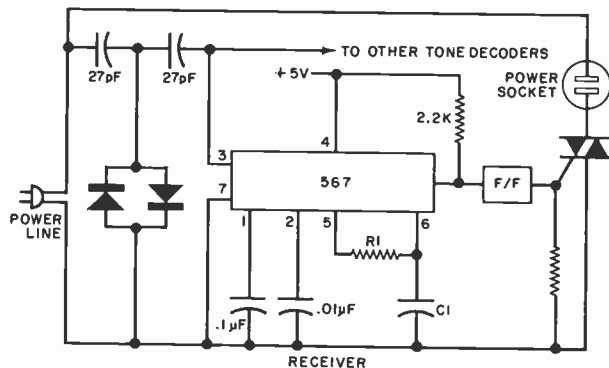 27pF
27pF
TO OTHER TONE DECODERS
+5V
POWER
SOCKET
2.2K
3
4
7
567
F/F
POWER
LINE
1
2
5
6
R1
.1µF
.01µF
C1
RECEIVER